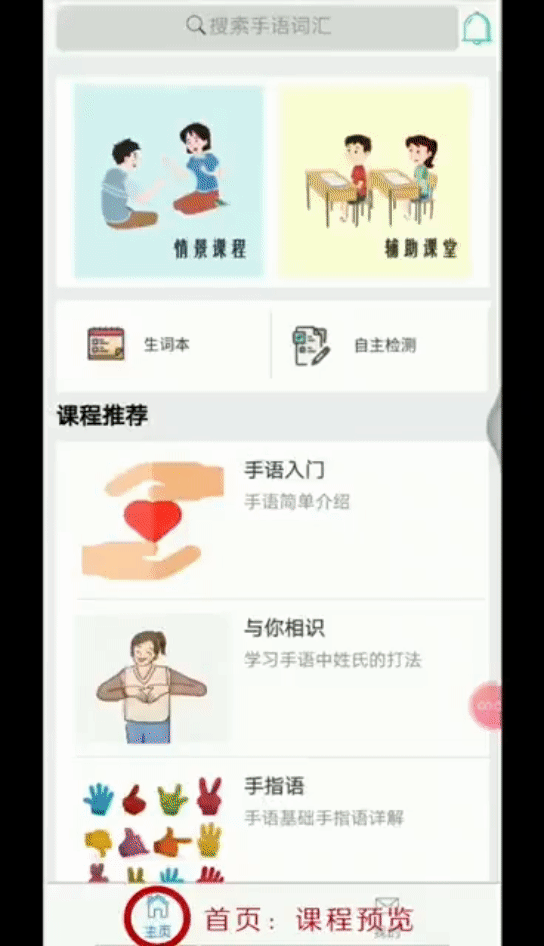 搜索手语词汇
情景课程
辅助课堂
生词本
自主检测
课程推荐
手语入门
手语简单介绍
与你相识
学习手语中姓氏的打法
手指语
手语基础手指语详解
主页
首页：课程预览
我的